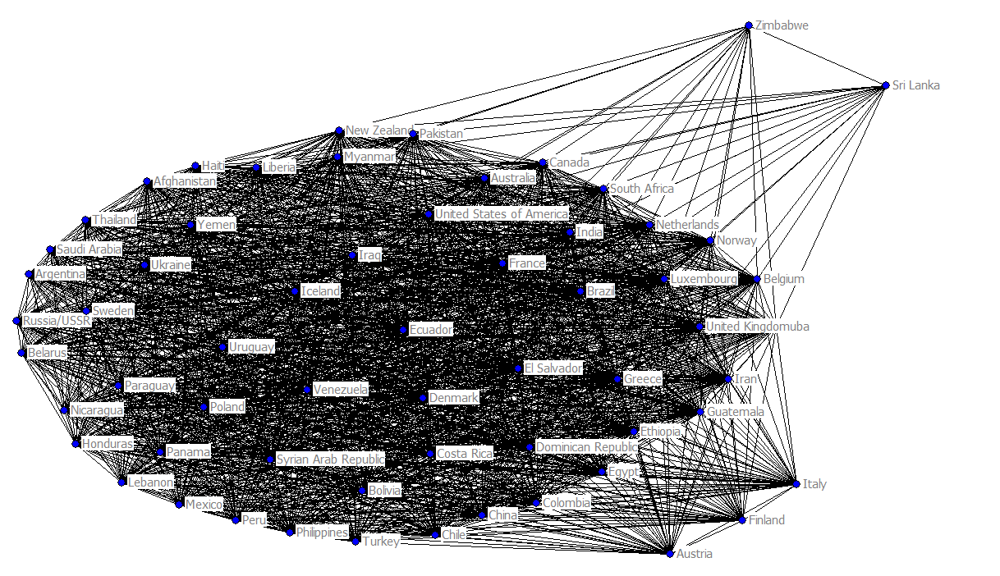 Zimbabwe
Sri Lanka
New Zealand
Pakistan
Myanmar
Canada
Haiti
Liberia
Australia
Afghanistan
South Africa
United States of America
Thailand
Yemen
Netherlands
India
Norway
Saudi Arabia
Iraq
Ukraine
France
Argentina
Luxembourg
Belgium
Iceland
Brazil
Sweden
Russia/USSR
United Kingdomuba
Ecuador
Uruguay
Belarus
El Salvador
Greece
Iran
Paraguay
Venezuela
Denmark
Nicaragua
Poland
Guatemala
Ethiopia
Honduras
Panama
Costa Rica
Dominican Republic
Syrian Arab Republic
Egypt
Lebanon
Italy
Bolivia
Mexico
Colombia
China
Peru
Finland
Philippines
Chile
Turkey
Austria